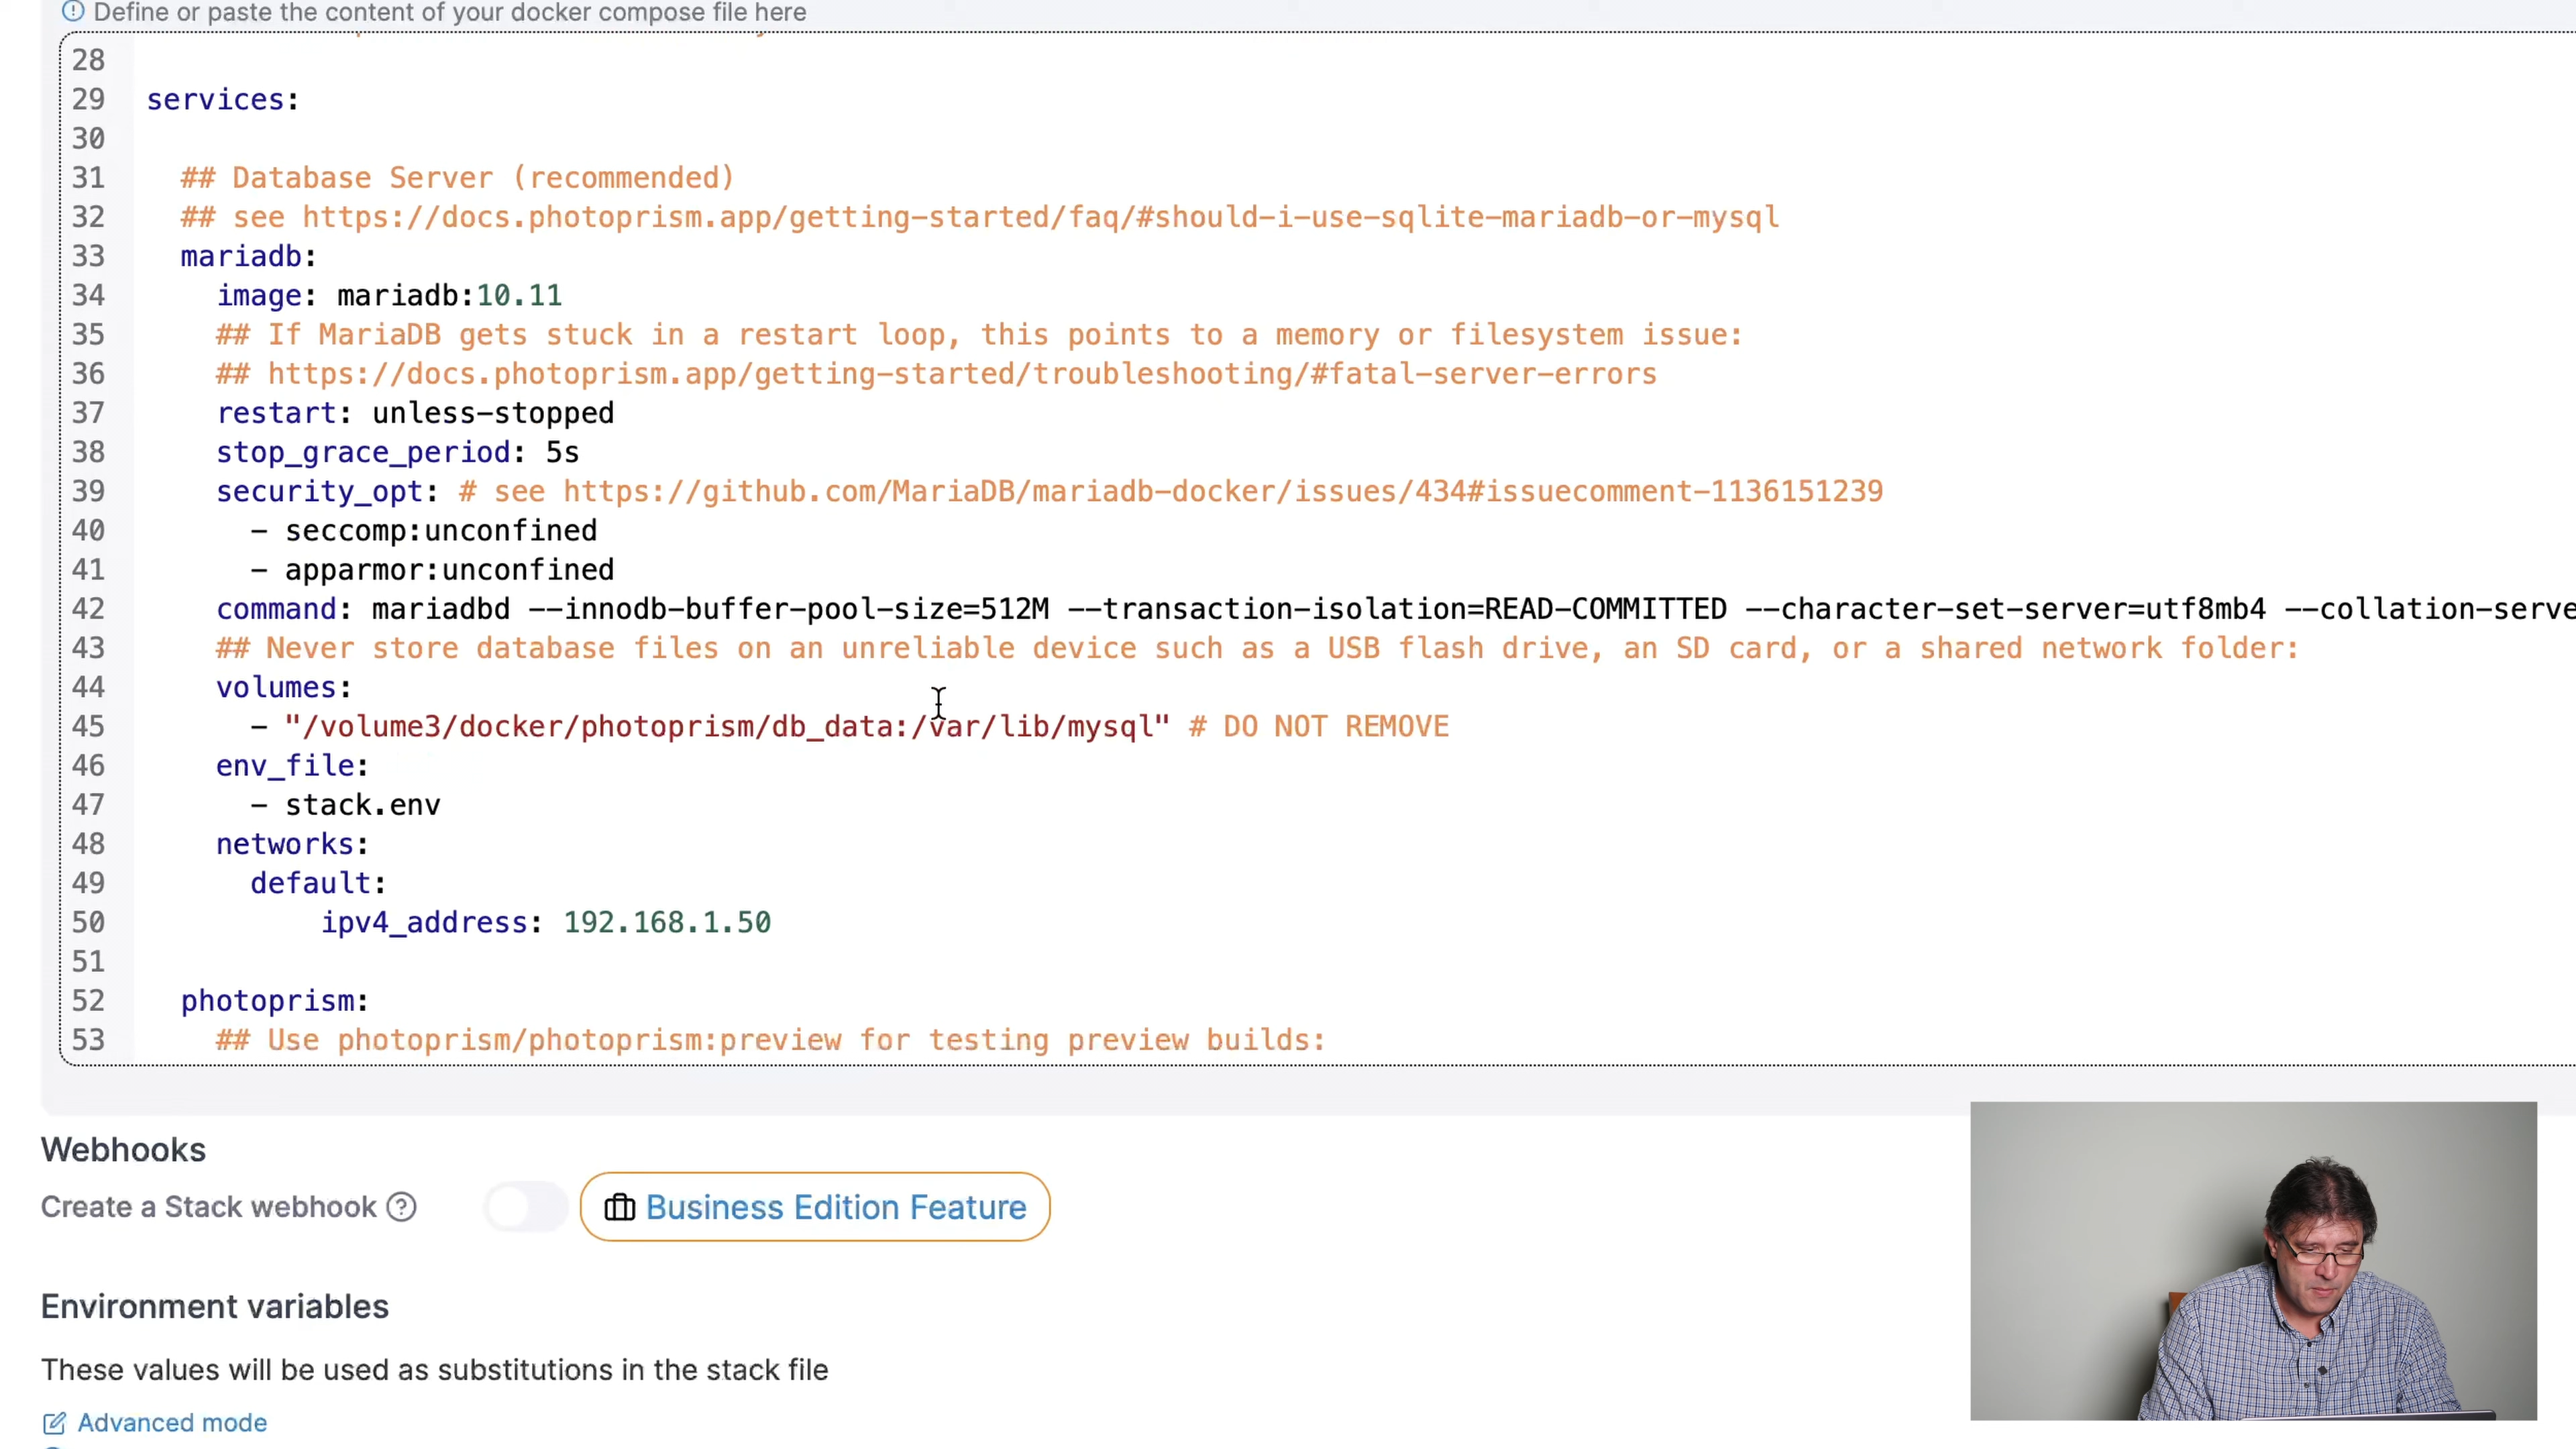 Define or paste the content of your docker compose file here
28
29 services:
30
31 ## Database Server (recommended)
32 ## see https://docs.photoprism.app/getting-started/faq/#should-i-use-sqlite-mariadb-or-mysql
33 mariadb:
34 image: mariadb:10.11
35 ## If MariaDB gets stuck in a restart loop, this points to a memory or filesystem issue:
36 ## https://docs.photoprism.app/getting-started/troubleshooting/#fatal-server-errors
37 restart: unless-stopped
38 stop_grace_period: 5s
39 security_opt: # see https://github.com/MariaDB/mariadb-docker/issues/434#issuecomment-1136151239
40 - seccomp:unconfined
41 - apparmor:unconfined
42 command: mariadbd --innodb-buffer-pool-size=512M --transaction-isolation=READ-COMMITTED --character-set-server=utf8mb4 --collation-serve
43 ## Never store database files on an unreliable device such as a USB flash drive, an SD card, or a shared network folder:
44 volumes:
45 - "/volume3/docker/photoprism/db_data:/var/lib/mysql" # DO NOT REMOVE
46 env_file:
47 - stack.env
48 networks:
49 default:
50 ipv4_address: 192.168.1.50
51
52 photoprism:
53 ## Use photoprism/photoprism:preview for testing preview builds:
Webhooks
Create a Stack webhook
Business Edition Feature
Environment variables
These values will be used as substitutions in the stack file
Advanced mode